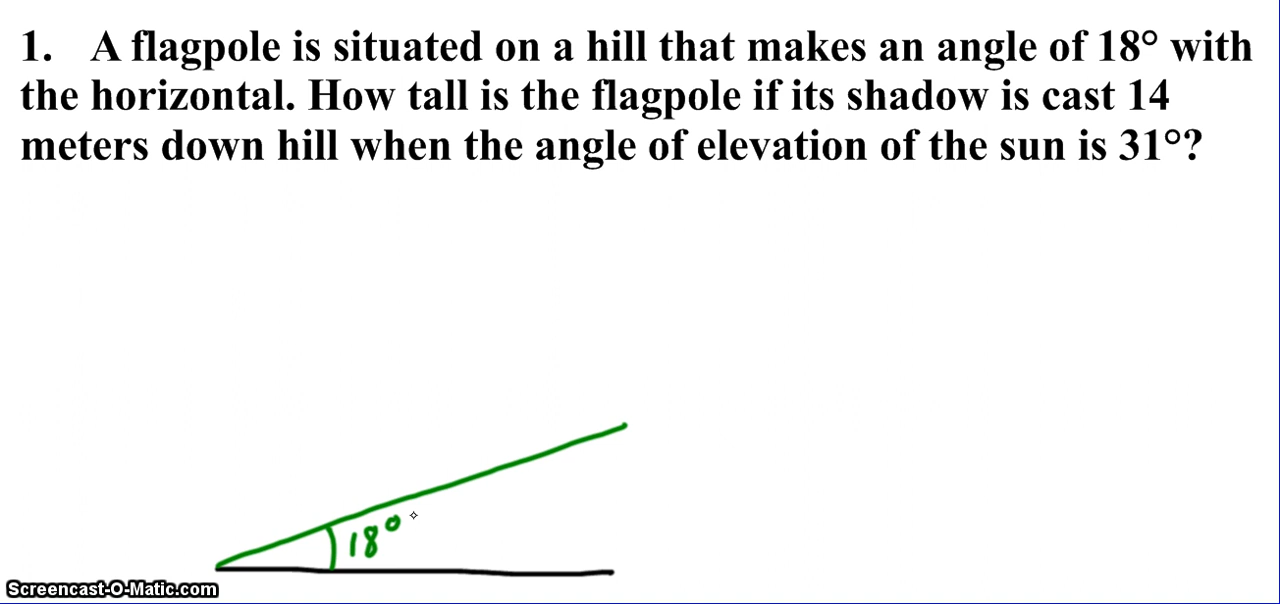 1. A flagpole is situated on a hill that makes an angle of 18° with
the horizontal. How tall is the flagpole if its shadow is cast 14
meters down hill when the angle of elevation of the sun is 31°?
18°
Screencast-O-Matic.com